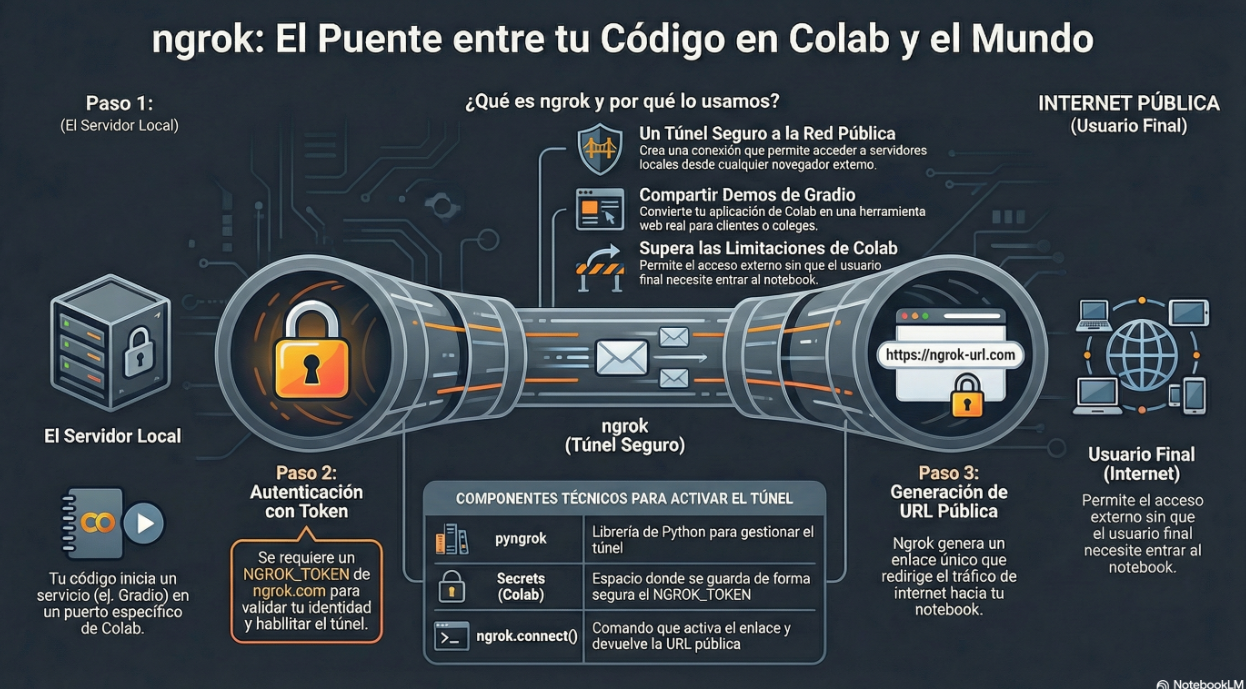 ngrok: El Puente entre tu Código en Colab y el Mundo
Paso 1:
(El Servidor Local)
¿Qué es ngrok y por qué lo usamos?
INTERNET PÚBLICA
(Usuario Final)
Un Túnel Seguro a la Red Pública
Crea una conexión que permite acceder a servidores
locales desde cualquier novegador externo.
Compartir Demos de Gradio
Convierte tu aplicación de Colab en una herramienta
web real para clientes o coleges.
Supera las Limitaciones de Colab
Permite el acceso externo sin que el usuario
final necesite entrar al notebook.
https://ngrok-url.com
ngrok
(Túnel Seguro)
El Servidor Local
Tu código inicia un
servicio (ej. Gradio) en
un puerto específico
de Colab.
Paso 2:
Autenticación
con Token
Se requiere un
NGROK_TOKEN de
ngrok.com para
validar tu identidad
y habilitar el túnel.
COMPONENTES TÉCNICOS PARA ACTIVAR EL TÚNEL
pyngrok
Librería de Python para gestionar el
túnel
Secrets
(Colab)
Espacio donde se guarda de forma
segura el NGROK_TOKEN
ngrok.connect()
Comando que activa el enlace y
devuelve la URL pública
Paso 3:
Generación de
URL Pública
Ngrok genera un
enlace único que
redirige el tráfico de
internet hacia tu
notebook.
Usuario Final
(Internet)
Permite el acceso
externo sin que
el usuario final
necesite entrar al
notebook.
NotebookLM